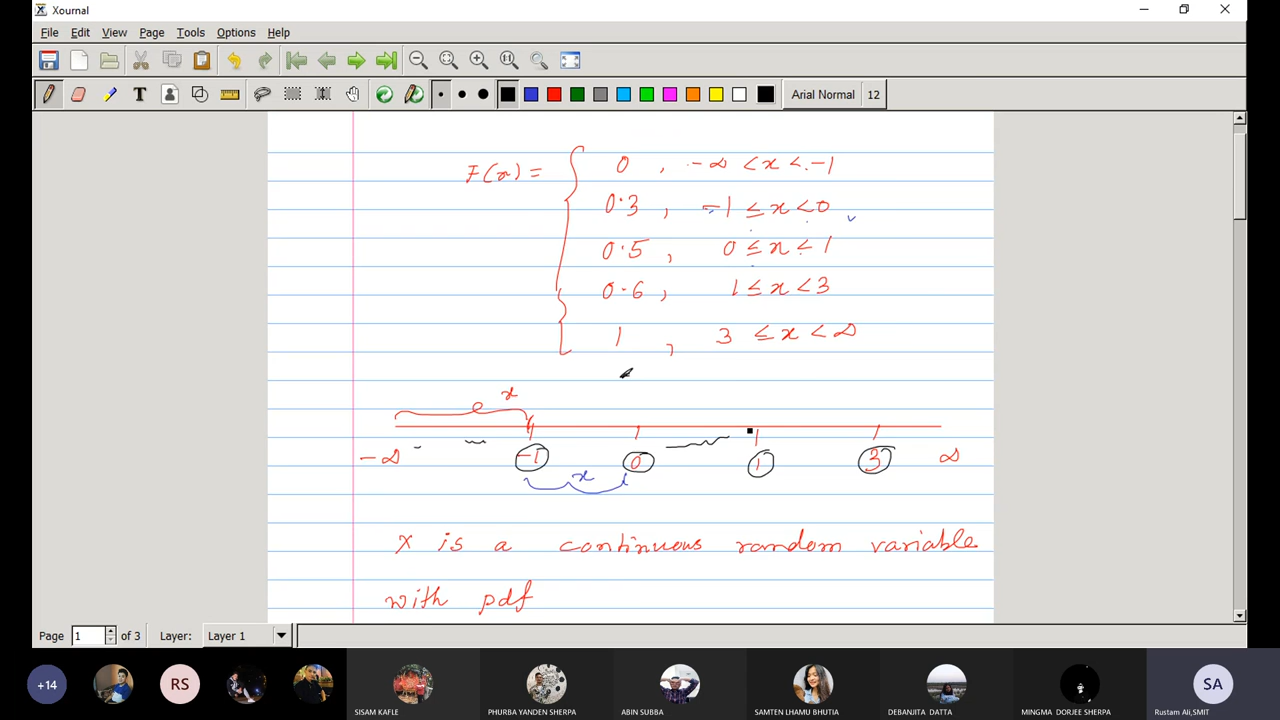 Xournal
File Edit View Page Tools Options Help
Arial Normal 12
F(x) = { 0 , -∞ < x < -1
0.3 , -1 ≤ x < 0
0.5 , 0 ≤ x < 1
0.6 , 1 ≤ x < 3
1 , 3 ≤ x < ∞
x
-∞ -1 0 1 3 ∞
x
X is a continuous random variable
with pdf
Page 1 of 3 Layer: Layer 1
+14 RS SA
SISAM KAFLE PHURBA YANDEN SHERPA ABIN SUBBA SAMTEN LHAMU BHUTIA DEBANJITA DATTA MINGMA DORJEE SHERPA Rustam Ali,SMIT